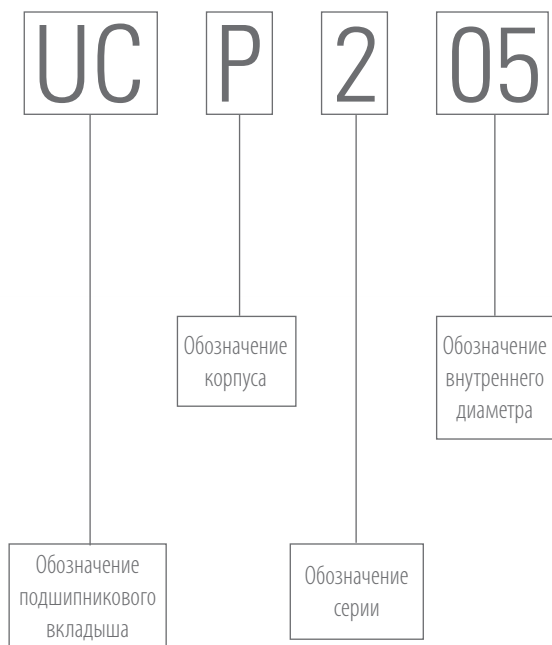 UC P 2 05
Обозначение
корпуса
Обозначение
внутреннего
диаметра
Обозначение
подшипникового
вкладыша
Обозначение
серии